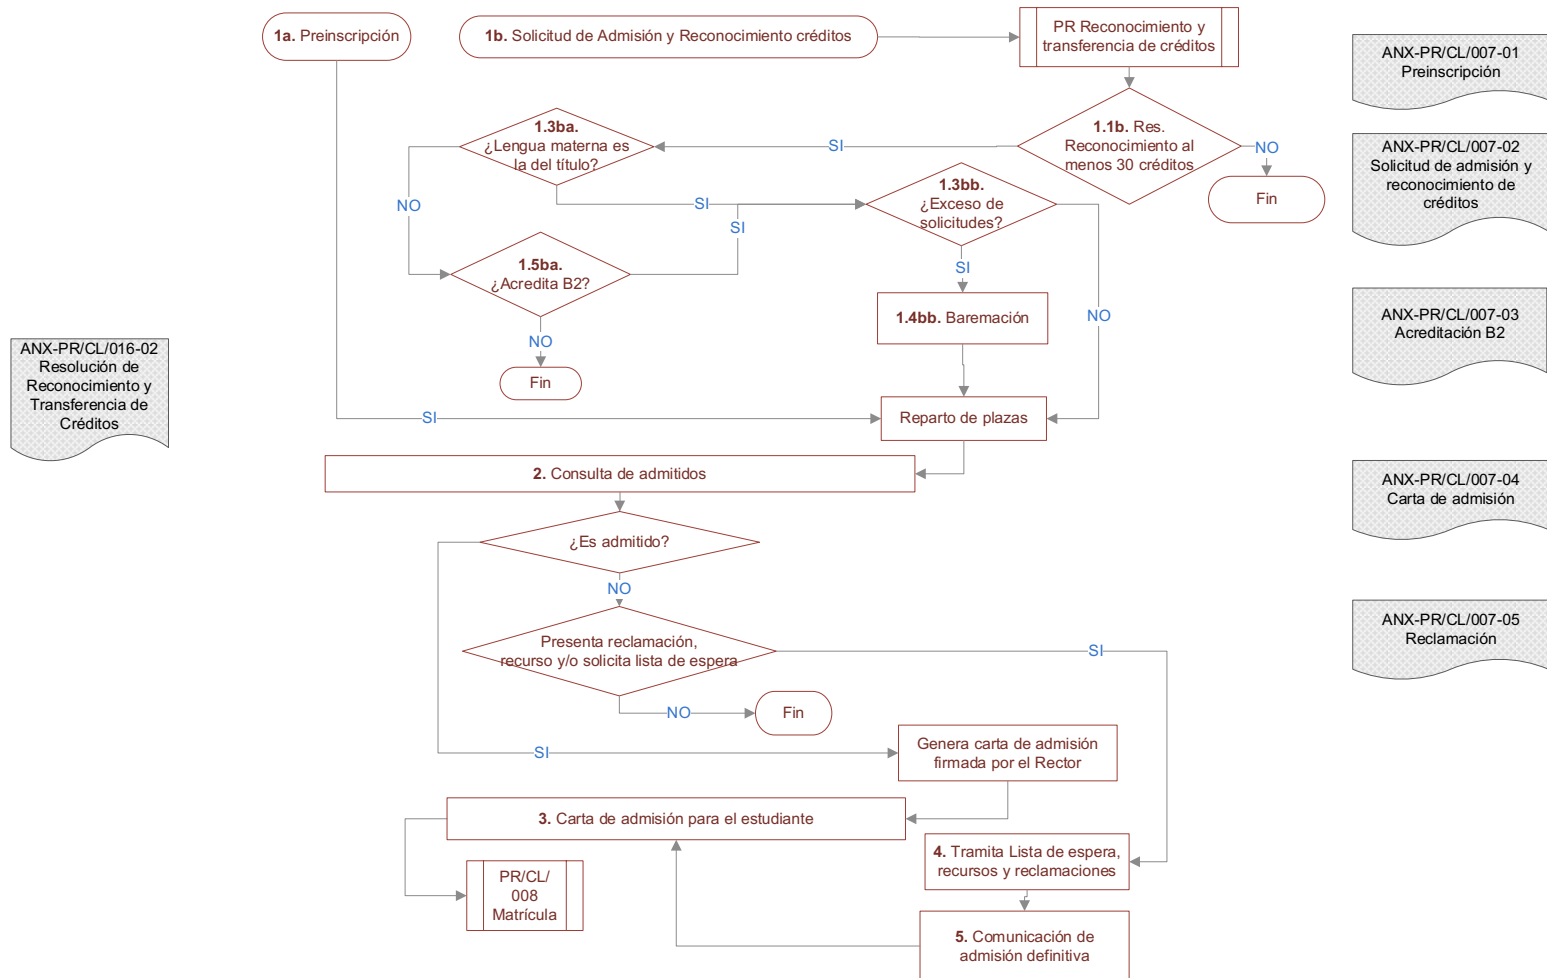 1a. Preinscripción
1b. Solicitud de Admisión y Reconocimiento créditos
PR Reconocimiento y
transferencia de créditos
ANX-PR/CL/007-01
Preinscripción
1.3ba.
¿Lengua materna es
la del título?
SI
1.1b. Res.
Reconocimiento al
menos 30 créditos
NO
Fin
ANX-PR/CL/007-02
Solicitud de admisión y
reconocimiento de
créditos
NO
SI
SI
1.3bb.
¿Exceso de
solicitudes?
1.5ba.
¿Acredita B2?
SI
NO
1.4bb. Baremación
NO
Fin
ANX-PR/CL/007-03
Acreditación B2
ANX-PR/CL/016-02
Resolución de
Reconocimiento y
Transferencia de
Créditos
SI
Reparto de plazas
2. Consulta de admitidos
ANX-PR/CL/007-04
Carta de admisión
¿Es admitido?
NO
Presenta reclamación,
recurso y/o solicita lista de espera
SI
ANX-PR/CL/007-05
Reclamación
NO
Fin
SI
Genera carta de admisión
firmada por el Rector
3. Carta de admisión para el estudiante
4. Tramita Lista de espera,
recursos y reclamaciones
PR/CL/
008
Matrícula
5. Comunicación de
admisión definitiva